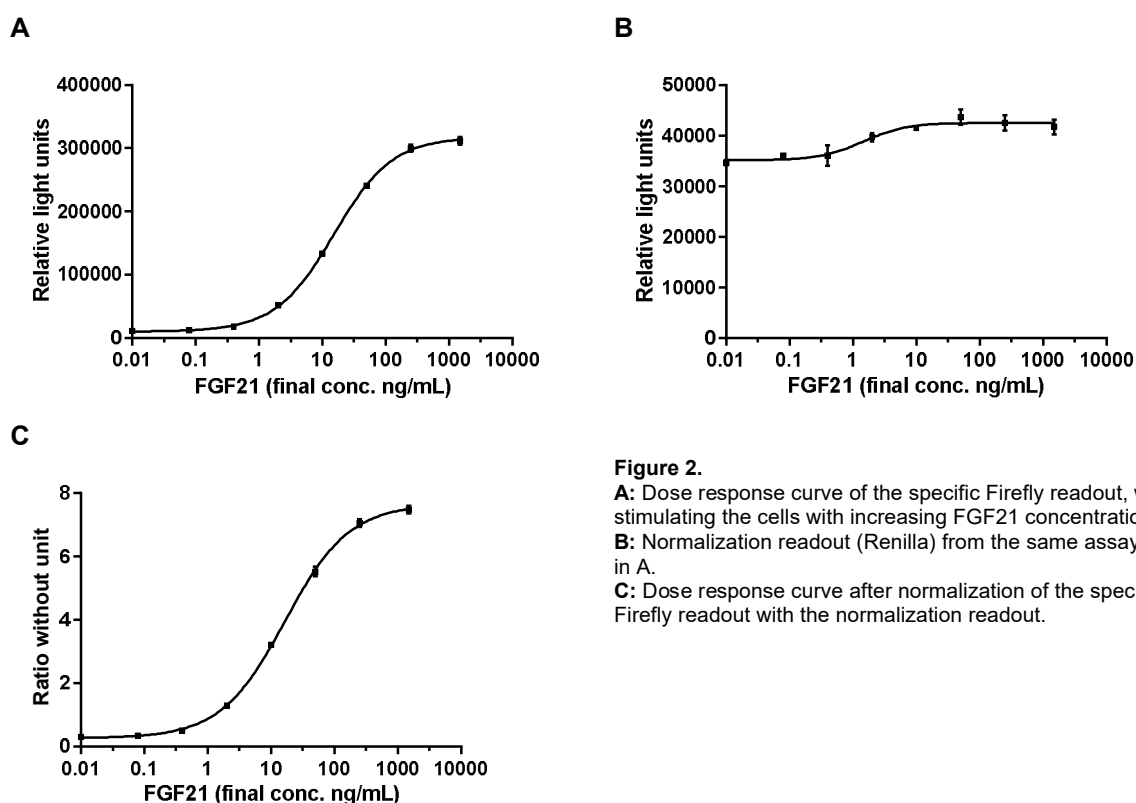 A
400000
300000
200000
100000
0
Relative light units
0.01 0.1 1 10 100 1000 10000
FGF21 (final conc. ng/mL)
B
50000
40000
30000
20000
10000
0
Relative light units
0.01 0.1 1 10 100 1000 10000
FGF21 (final conc. ng/mL)
C
8
6
4
2
0
Ratio without unit
0.01 0.1 1 10 100 1000 10000
FGF21 (final conc. ng/mL)
Figure 2.
A: Dose response curve of the specific Firefly readout,
stimulating the cells with increasing FGF21
B: Normalization readout (Renilla) from the same assay
in A.
C: Dose response curve after normalization of the
Firefly readout with the normalization readout.